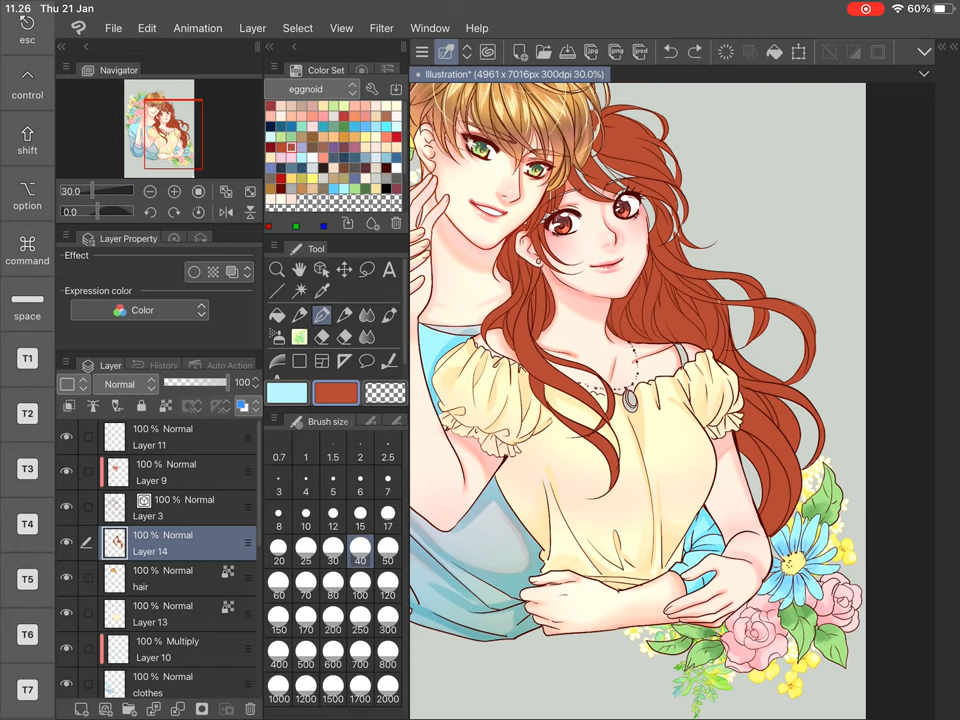 11.26 Thu 21 Jan
60%
esc
control
shift
option
command
space
T1
T2
T3
T4
T5
T6
T7
File Edit Animation Layer Select View Filter Window Help
Illustration* (4961 x 7016px 300dpi 30.0%)
Navigator
30.0
0.0
Layer Property
Effect
Expression color
Color
Layer History Auto Action
Normal 100
100 % Normal
Layer 11
100 % Normal
Layer 9
100 % Normal
Layer 3
100 % Normal
Layer 14
100 % Normal
hair
100 % Normal
Layer 13
100 % Multiply
Layer 10
100 % Normal
clothes
Color Set
eggnoid
Tool
A
Brush size
0.7 1 1.5 2 2.5
3 4 5 6 7
8 10 12 15 17
20 25 30 40 50
60 70 80 100 120
150 170 200 250 300
400 500 600 700 800
1000 1200 1500 1700 2000